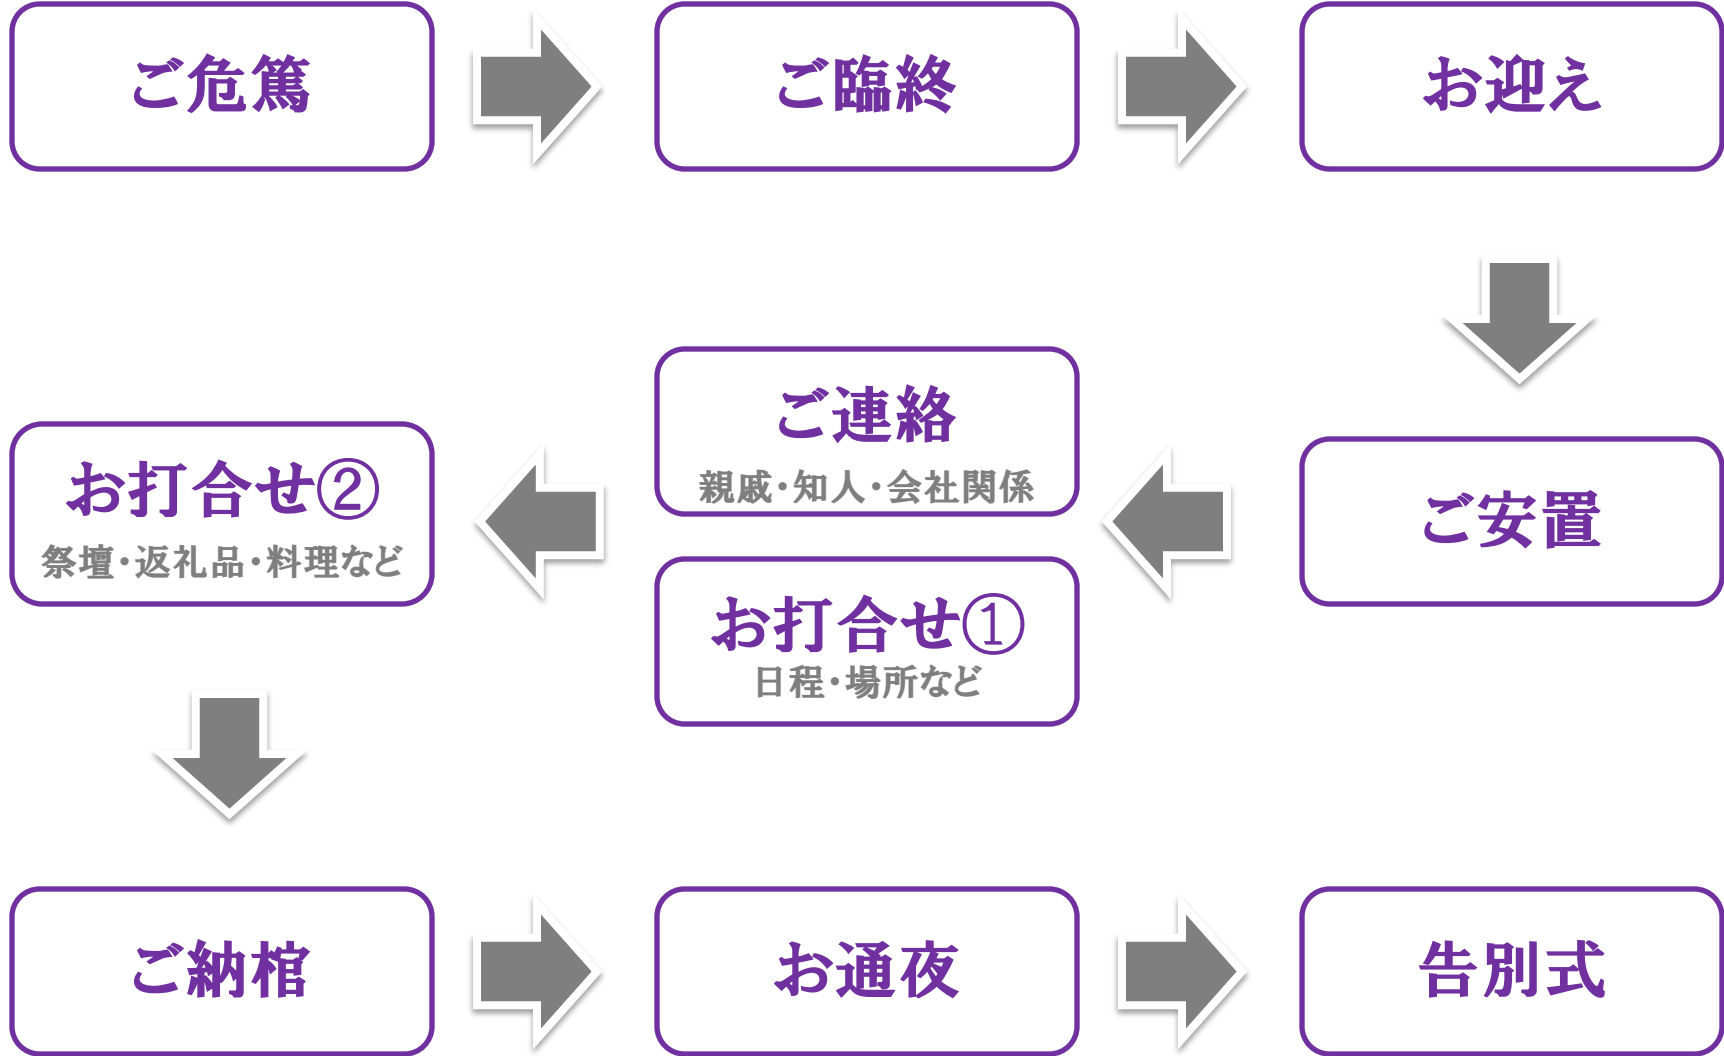 ご危篤
ご臨終
お迎え
ご安置
ご連絡
親戚・知人・会社関係
お打合せ①
日程・場所など
お打合せ②
祭壇・返礼品・料理など
ご納棺
お通夜
告別式